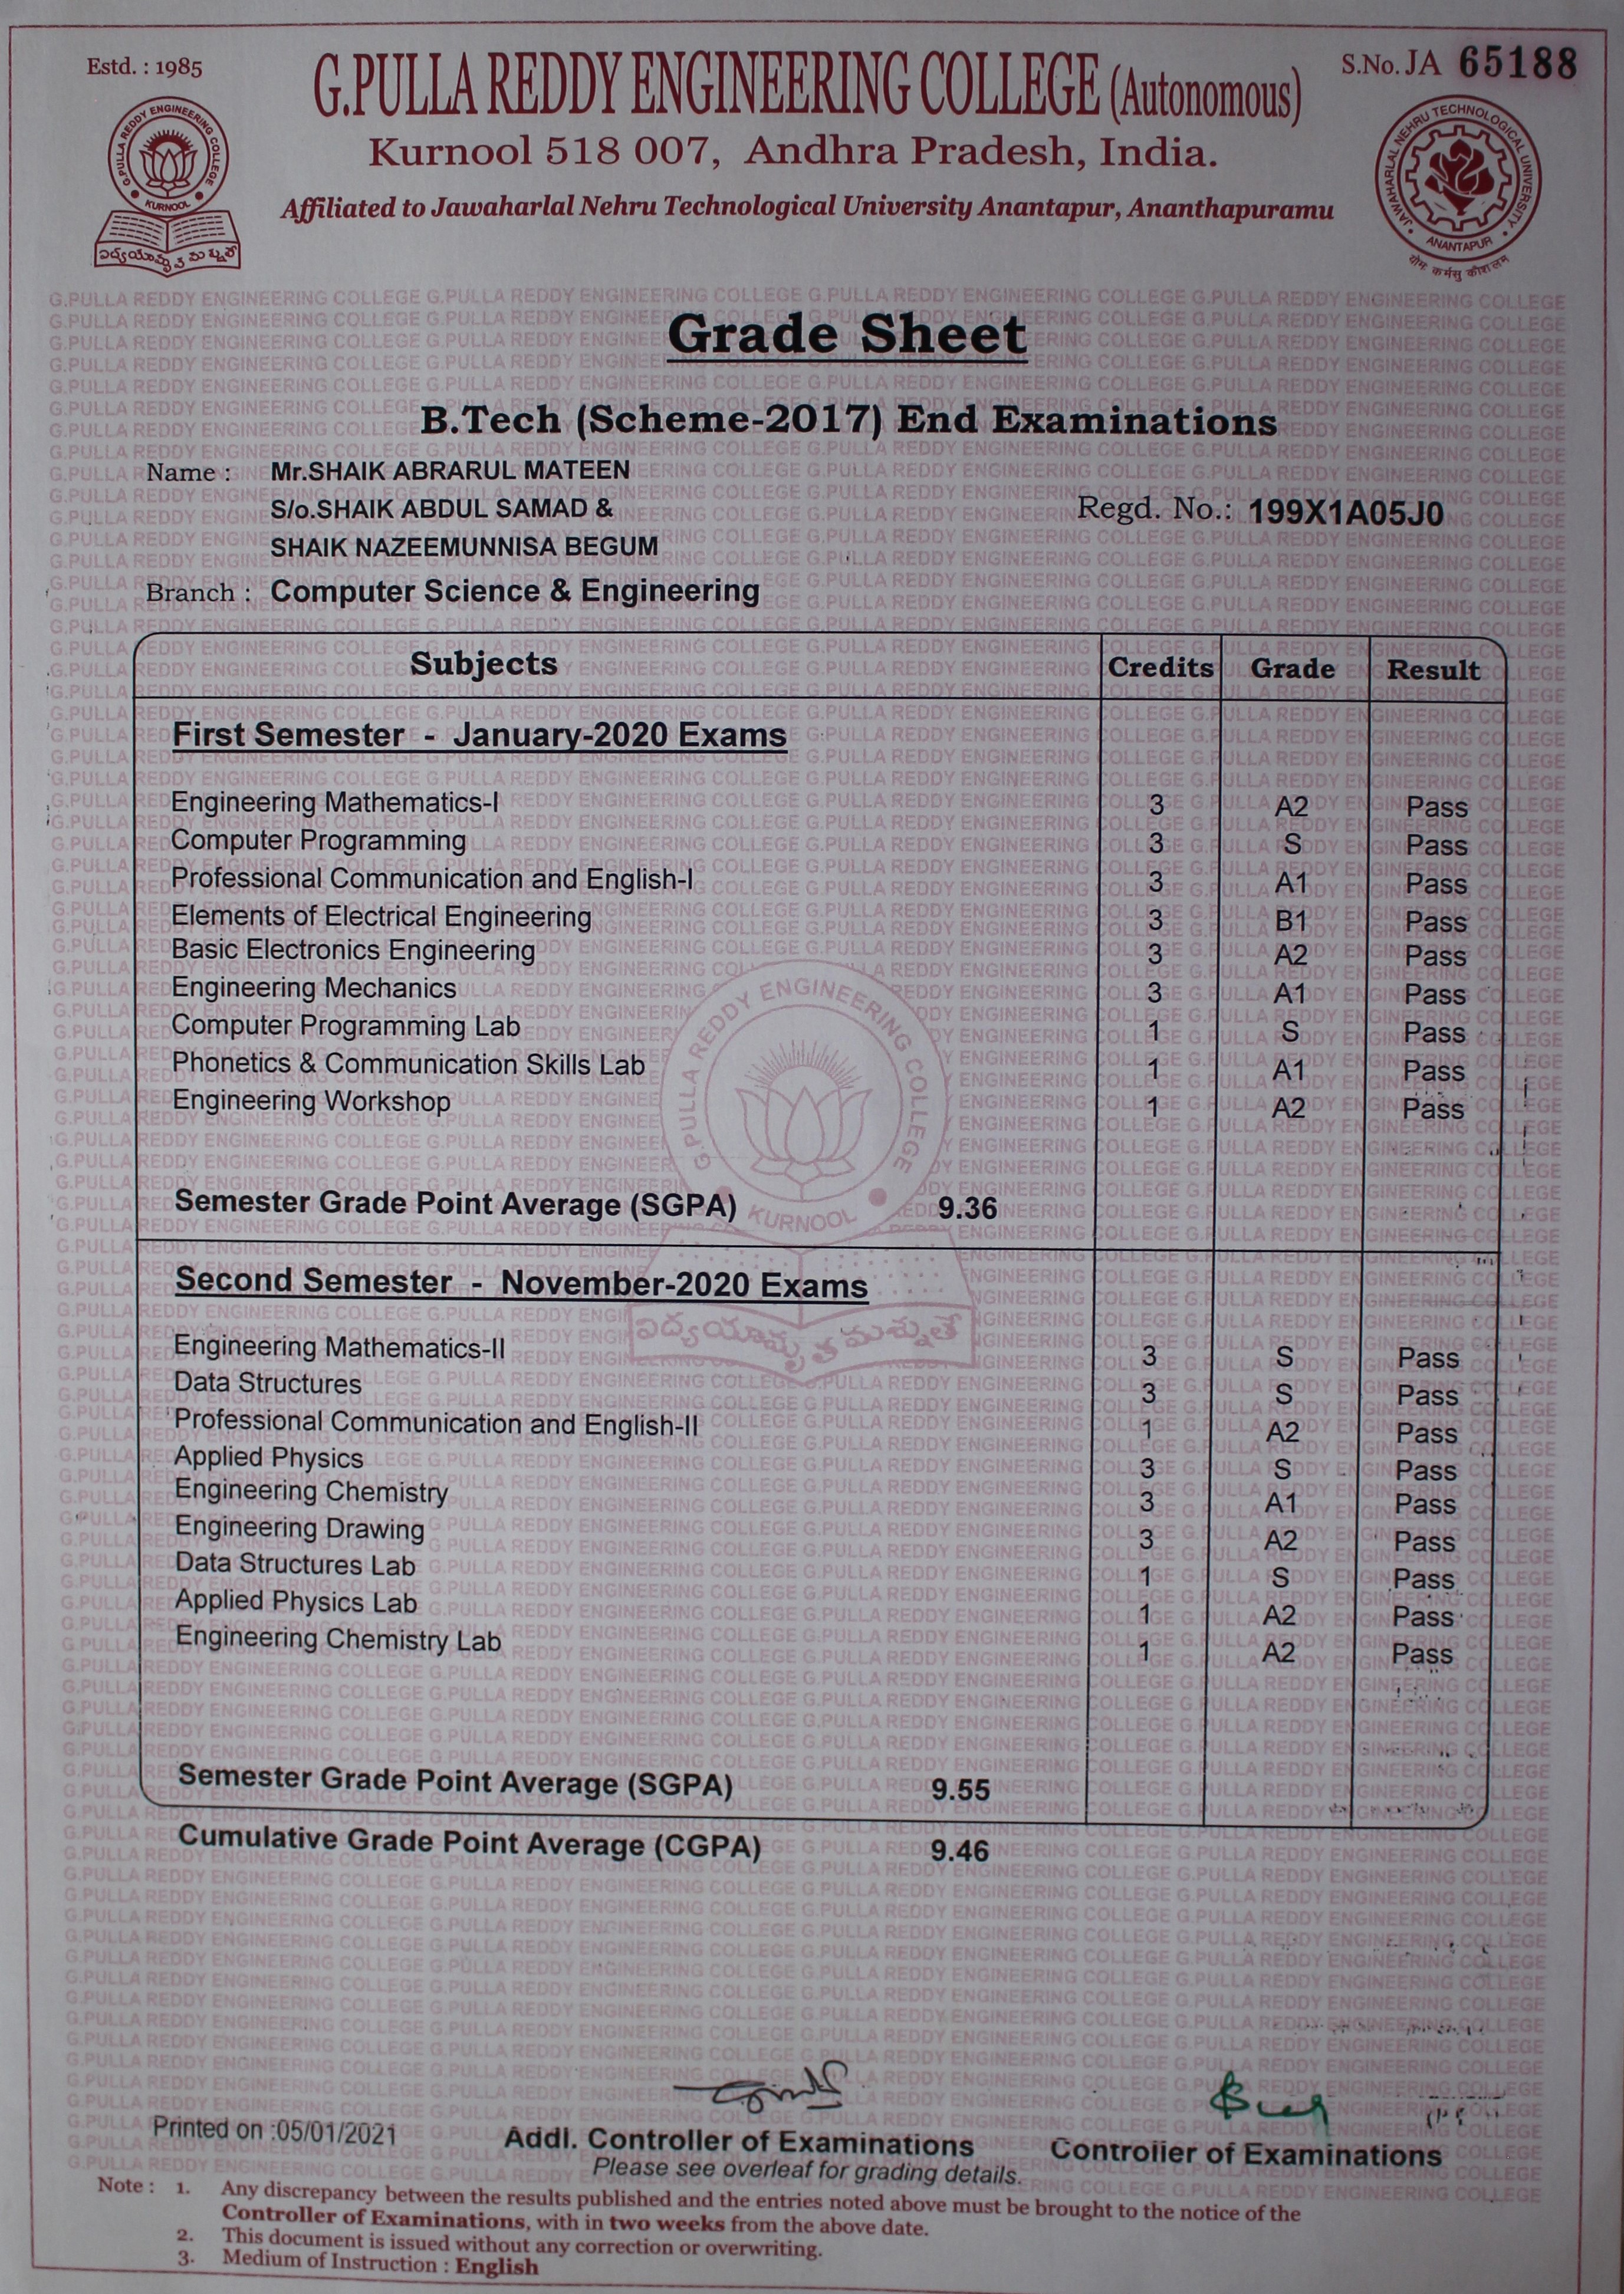 Estd. : 1985
S.No. JA 65188
G.PULLA REDDY ENGINEERING COLLEGE (Autonomous)
Kurnool 518 007, Andhra Pradesh, India.
Affiliated to Jawaharlal Nehru Technological University Anantapur, Ananthapuramu
G.PULLA REDDY ENGINEERING COLLEGE
KURNOOL
JAWAHARLAL NEHRU TECHNOLOGICAL UNIVERSITY
ANANTAPUR
योगः कर्मसु कौशलम्
Grade Sheet
B.Tech (Scheme-2017) End Examinations
Name : Mr.SHAIK ABRARUL MATEEN
S/o.SHAIK ABDUL SAMAD &
Regd. No.: 199X1A05J0
SHAIK NAZEEMUNNISA BEGUM
Branch : Computer Science & Engineering
Subjects Credits Grade Result
First Semester - January-2020 Exams
Engineering Mathematics-I 3 A2 Pass
Computer Programming 3 S Pass
Professional Communication and English-I 3 A1 Pass
Elements of Electrical Engineering 3 B1 Pass
Basic Electronics Engineering 3 A2 Pass
Engineering Mechanics 3 A1 Pass
Computer Programming Lab 1 S Pass
Phonetics & Communication Skills Lab 1 A1 Pass
Engineering Workshop 1 A2 Pass
Semester Grade Point Average (SGPA) 9.36
Second Semester - November-2020 Exams
Engineering Mathematics-II 3 S Pass
Data Structures 3 S Pass
Professional Communication and English-II 1 A2 Pass
Applied Physics 3 S Pass
Engineering Chemistry 3 A1 Pass
Engineering Drawing 3 A2 Pass
Data Structures Lab 1 S Pass
Applied Physics Lab 1 A2 Pass
Engineering Chemistry Lab 1 A2 Pass
Semester Grade Point Average (SGPA) 9.55
Cumulative Grade Point Average (CGPA) 9.46
Printed on :05/01/2021
Addl. Controller of Examinations
Controller of Examinations
Please see overleaf for grading details.
Note : 1. Any discrepancy between the results published and the entries noted above must be brought to the notice of the
Controller of Examinations, with in two weeks from the above date.
2. This document is issued without any correction or overwriting.
3. Medium of Instruction : English